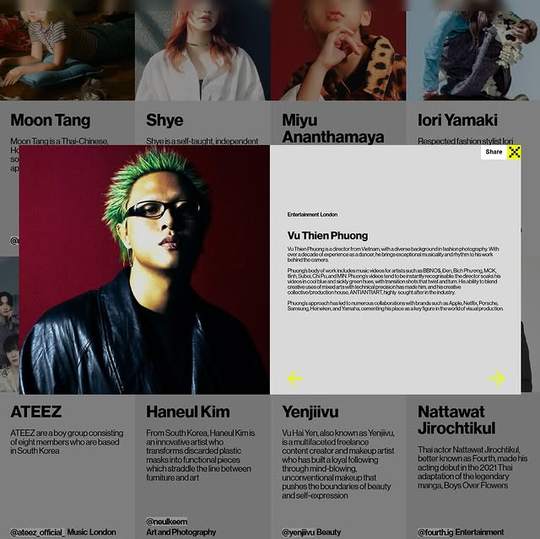 Moon Tang
Shye
Miyu
Ananthamaya
Iori Yamaki
Moon Tang is a Thai-Chinese,
Shye is a self-taught, independent
Respected fashion stylist Iori
Share
Entertainment London
Vu Thien Phuong
Vu Thien Phuong is a director from Vietnam, with a diverse background in fashion photography. With
over a decade of experience as a dancer, he brings exceptional musicality and rhythm to his work
behind the camera.
Phuong's body of work includes music videos for artists such as BBNO$, Đen, Bich Phuong, MCK,
Binh, Suboi, Chi Pu, and MIN. Phuong's videos tend to be instantly recognisable: the director soaks his
videos in cool blue and sickly green hues, with transition shots that twist and turn. His ability to blend
creative uses of mixed arts with technical precision has made him, and his creative
collective/production house, ANTIANTIART, highly sought after in the industry.
Phuong's approach has led to numerous collaborations with brands such as Apple, Netflix, Porsche,
Samsung, Heineken, and Yamaha, cementing his place as a key figure in the world of visual production.
ATEEZ
ATEEZ are a boy group consisting
of eight members who are based
in South Korea
@ateez_official_ Music London
Haneul Kim
From South Korea, Haneul Kim is
an innovative artist who
transforms discarded plastic
masks into functional pieces
which straddle the line between
furniture and art
@neulkeem
Art and Photography
Yenjiivu
Vu Hai Yen, also known as Yenjiivu,
is a multifaceted freelance
content creator and makeup artist
who has built a loyal following
through mind-blowing,
unconventional makeup that
pushes the boundaries of beauty
and self-expression
@yenjiivu Beauty
Nattawat
Jirochtikul
Thai actor Nattawat Jirochtikul,
better known as Fourth, made his
acting debut in the 2021 Thai
adaptation of the legendary
manga, Boys Over Flowers
@fourth.ig Entertainment